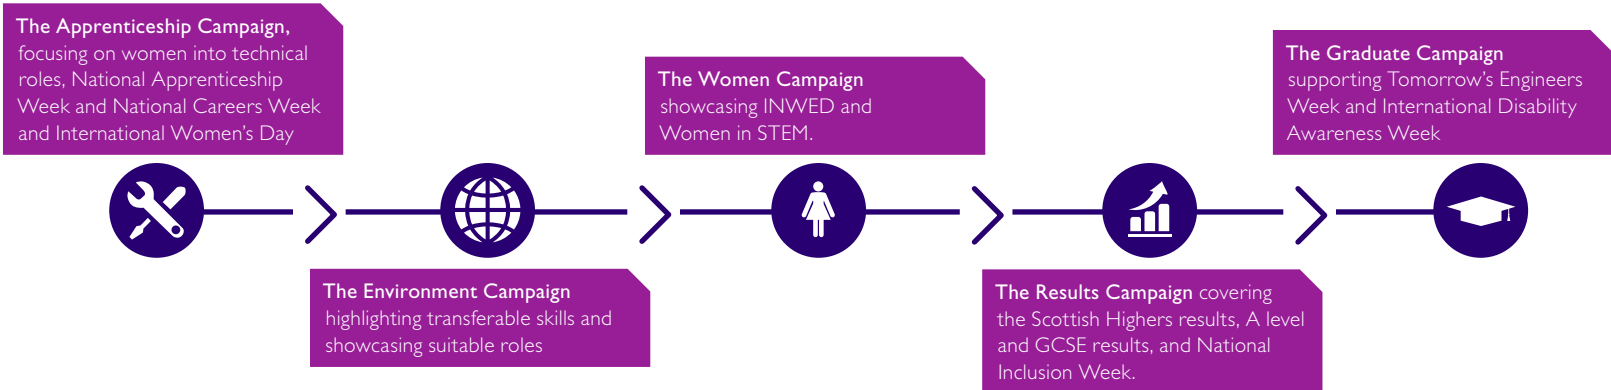 The Apprenticeship Campaign,
focusing on women into technical
roles, National Apprenticeship
Week and National Careers Week
and International Women's Day
The Environment Campaign
highlighting transferable skills and
showcasing suitable roles
The Women Campaign
showcasing INWED and
Women in STEM.
The Results Campaign covering
the Scottish Highers results, A level
and GCSE results, and National
Inclusion Week.
The Graduate Campaign
supporting Tomorrow's Engineers
Week and International Disability
Awareness Week